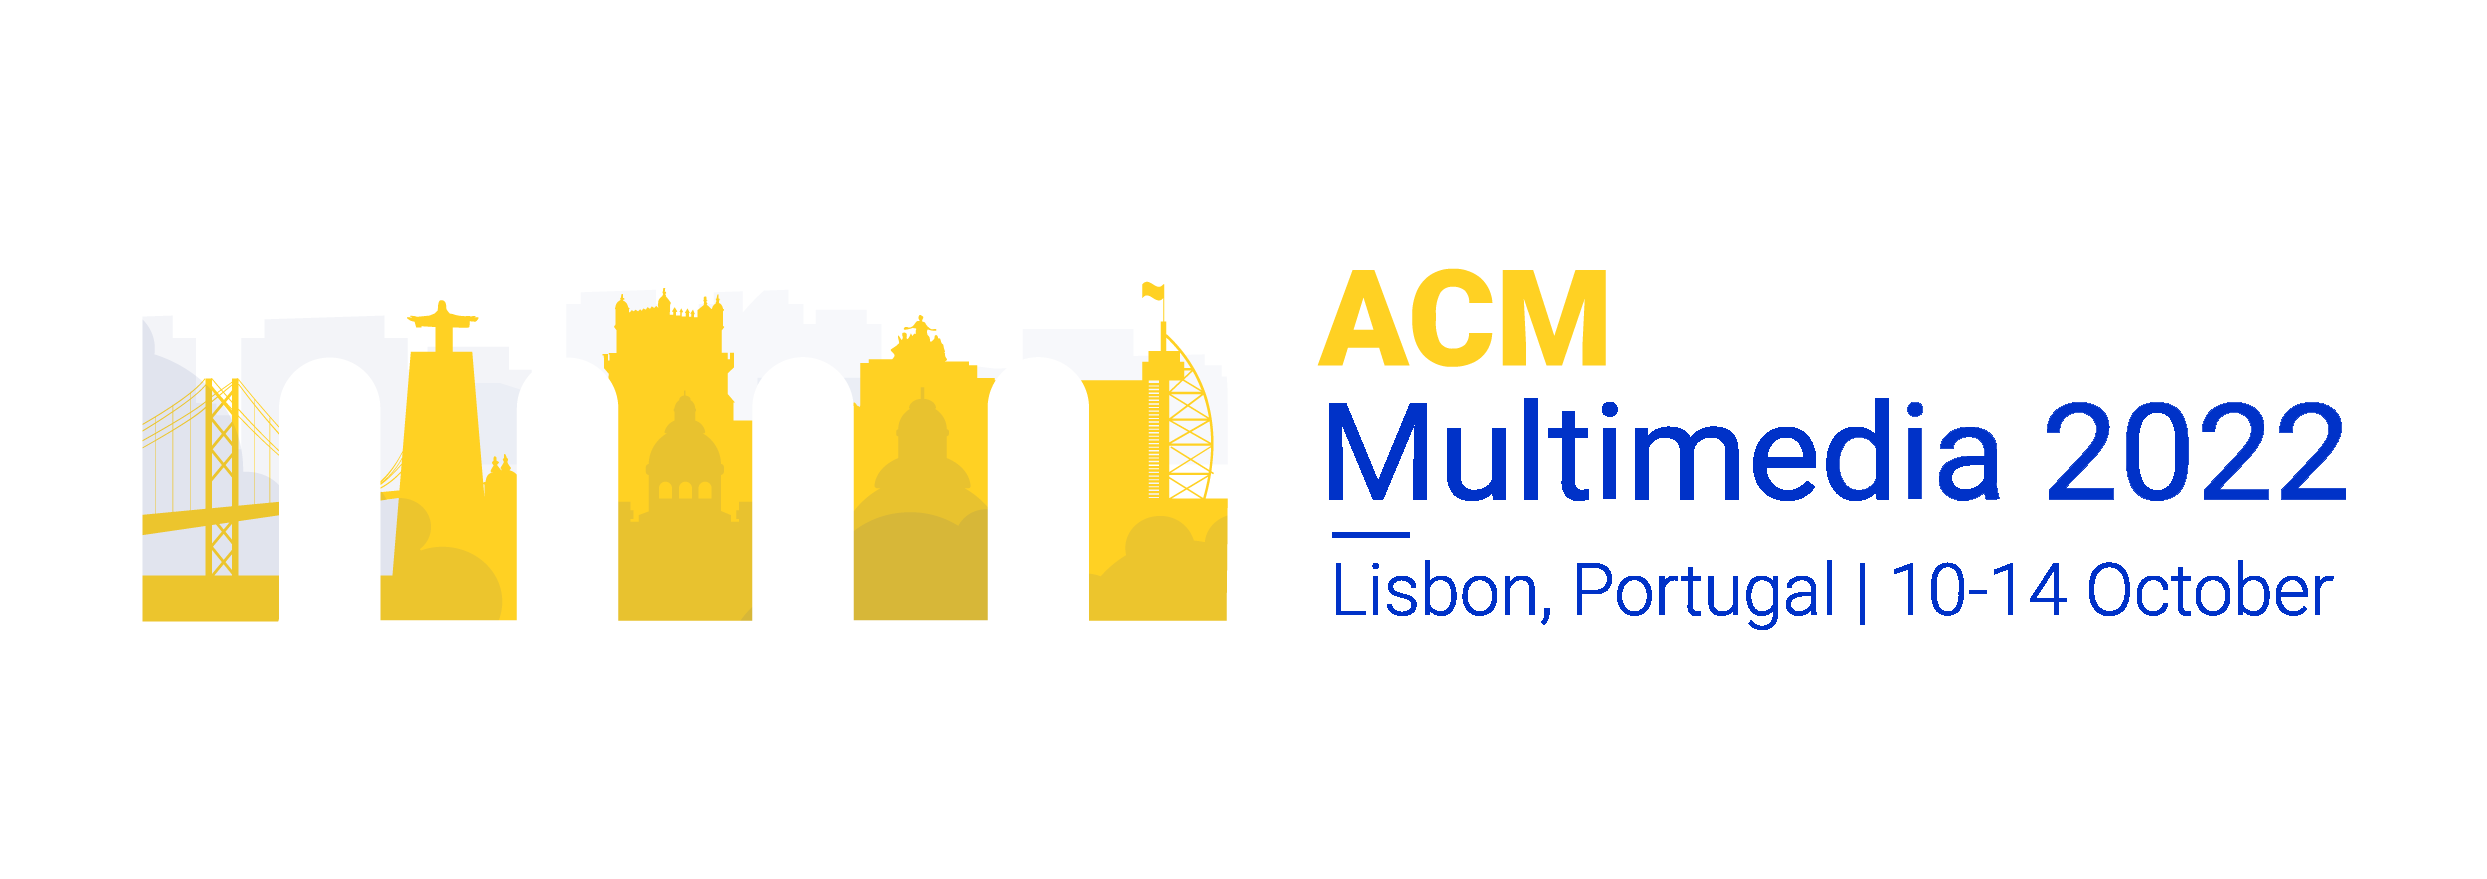 ACM
Multimedia 2022
Lisbon, Portugal | 10-14 October